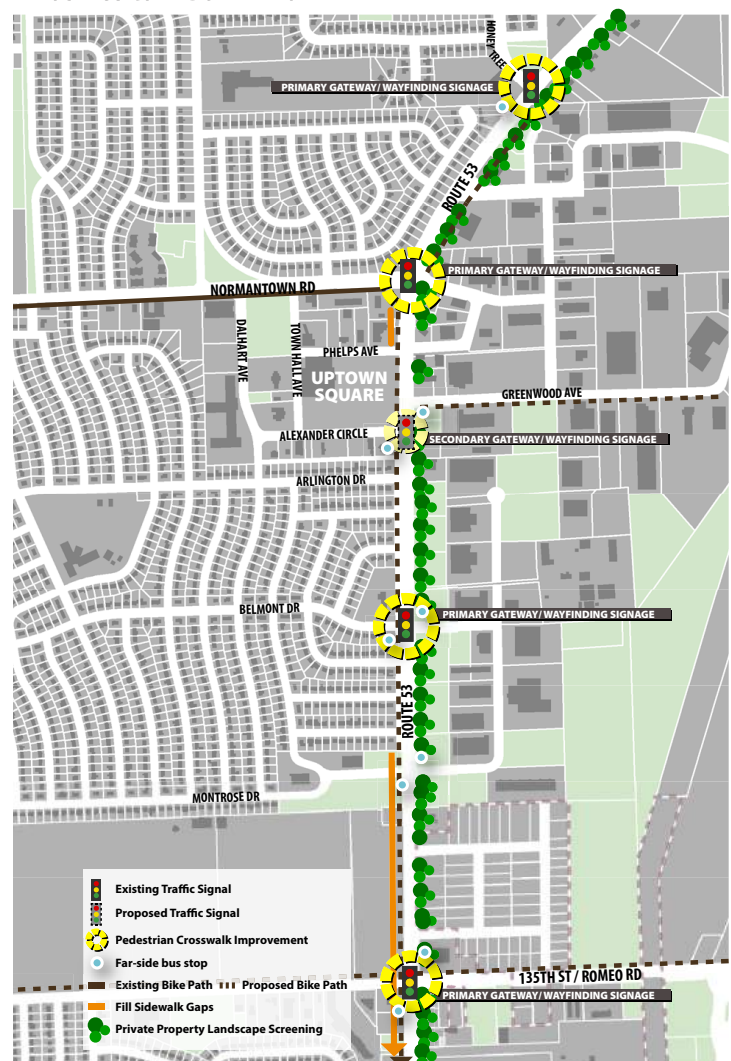 HONEY TREE
PRIMARY GATEWAY/WAYFINDING SIGNAGE
ROUTE 53
PRIMARY GATEWAY/WAYFINDING SIGNAGE
NORMANTOWN RD
DALHART AVE
TOWN HALL AVE
PHELPS AVE
UPTOWN
SQUARE
GREENWOOD AVE
ALEXANDER CIRCLE
SECONDARY GATEWAY/WAYFINDING SIGNAGE
ARLINGTON DR
BELMONT DR
PRIMARY GATEWAY/WAYFINDING SIGNAGE
ROUTE 53
MONTROSE DR
Existing Traffic Signal
Proposed Traffic Signal
Pedestrian Crosswalk Improvement
Far-side bus stop
Existing Bike Path Proposed Bike Path
Fill Sidewalk Gaps
Private Property Landscape Screening
135TH ST / ROMEO RD
PRIMARY GATEWAY/WAYFINDING SIGNAGE